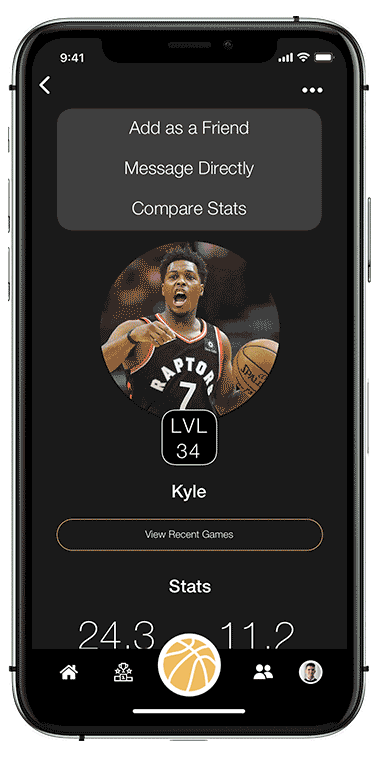 9:41
Add as a Friend
Message Directly
Compare Stats
RAPTORS
7
SPALDING
LVL
34
Kyle
View Recent Games
Stats
24.3 11.2